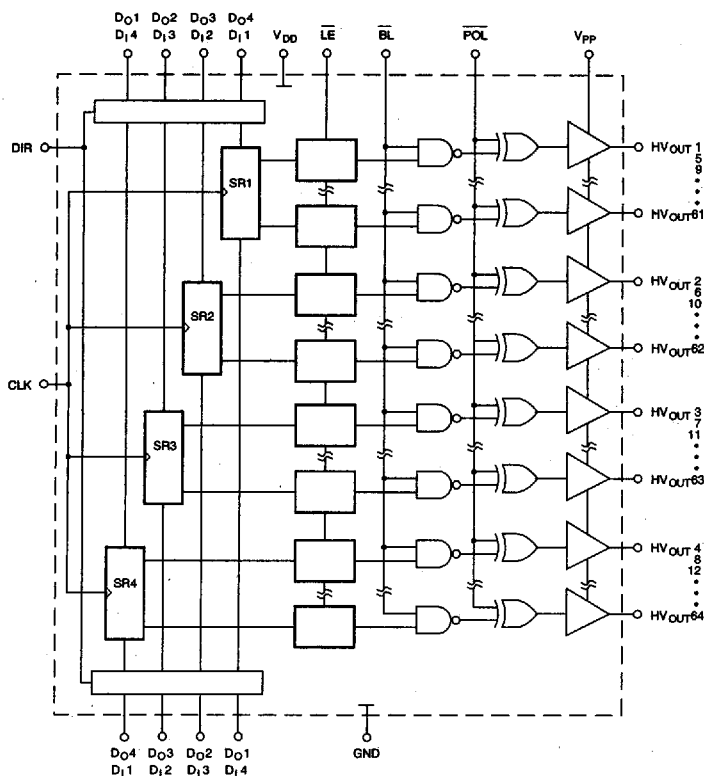 DO1 DO2 DO3 DO4
DI4 DI3 DI2 DI1 VDD LE BL POL VPP
DIR
HVOUT 1
5
9
SR1
HVOUT61
HVOUT 2
6
10
SR2
HVOUT62
CLK
HVOUT 3
7
11
SR3
HVOUT63
HVOUT 4
8
12
SR4
HVOUT64
DO4 DO3 DO2 DO1
DI1 DI2 DI3 DI4
GND